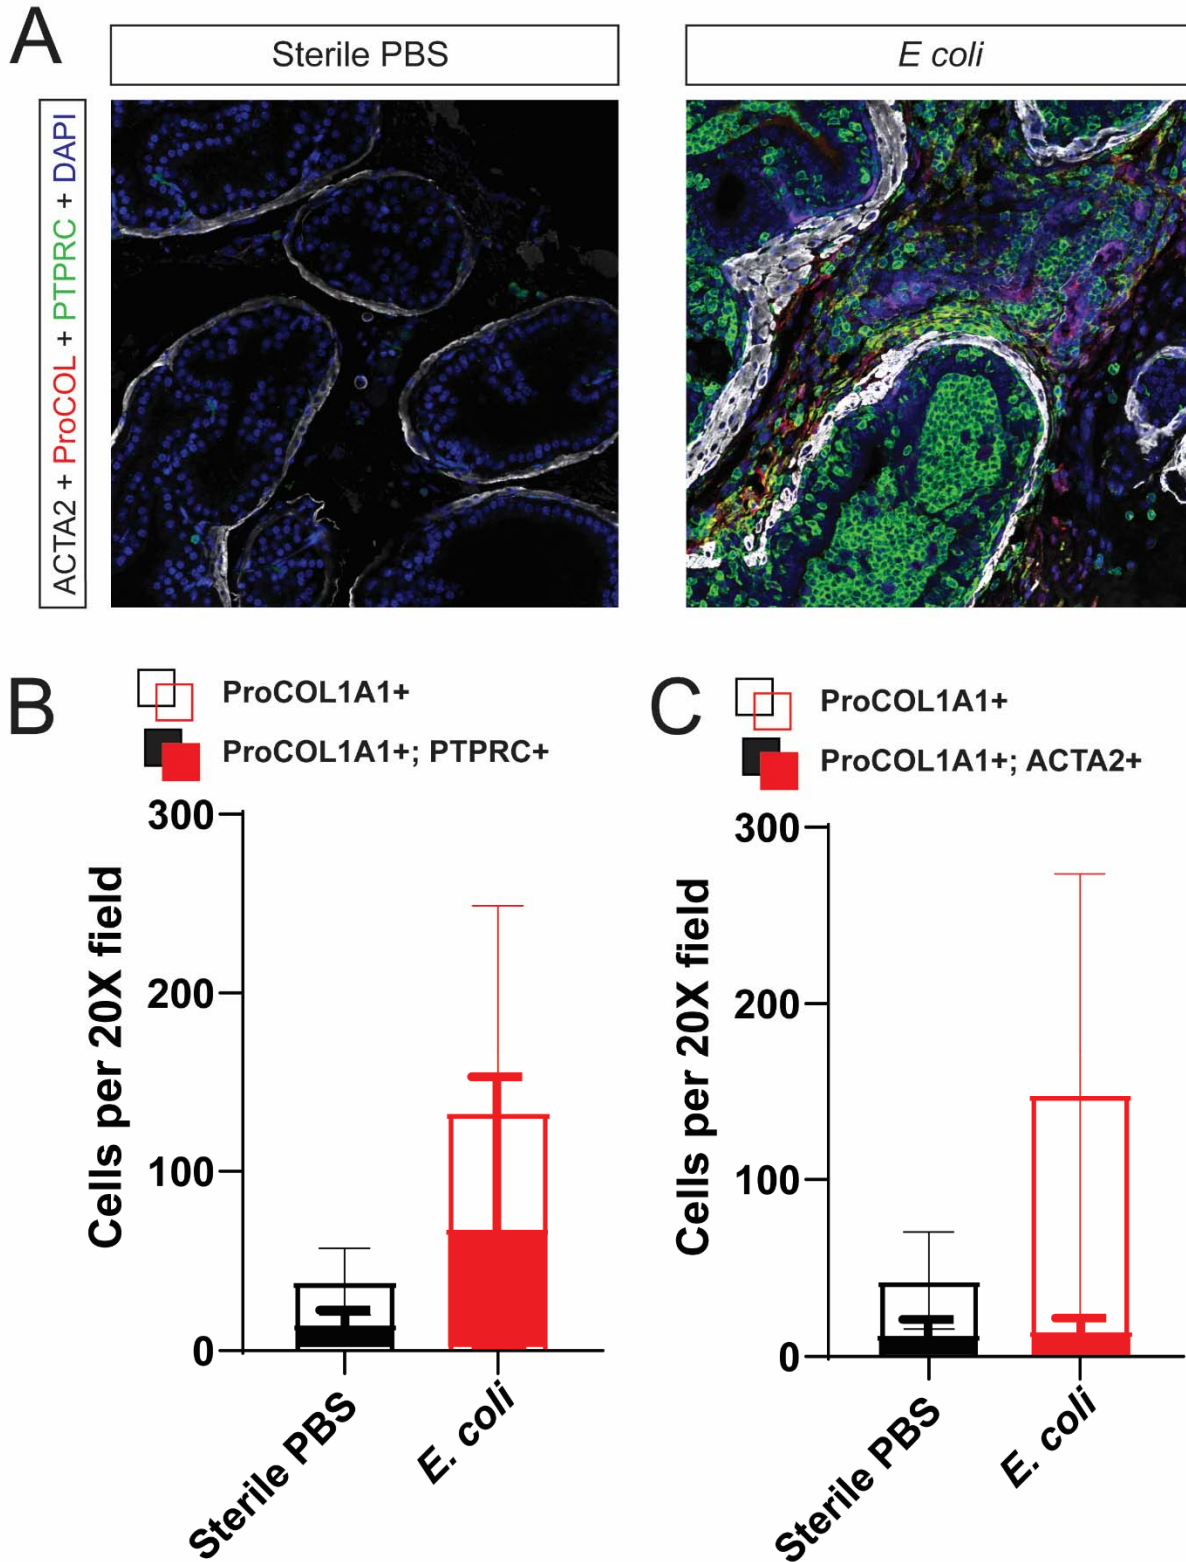 A
Sterile PBS
E coli
ACTA2 + ProCOL + PTPRC + DAPI
B
ProCOL1A1+
ProCOL1A1+; PTPRC+
300
200
100
0
Cells per 20X field
Sterile PBS
E. coli
C
ProCOL1A1+
ProCOL1A1+; ACTA2+
300
200
100
0
Cells per 20X field
Sterile PBS
E. coli